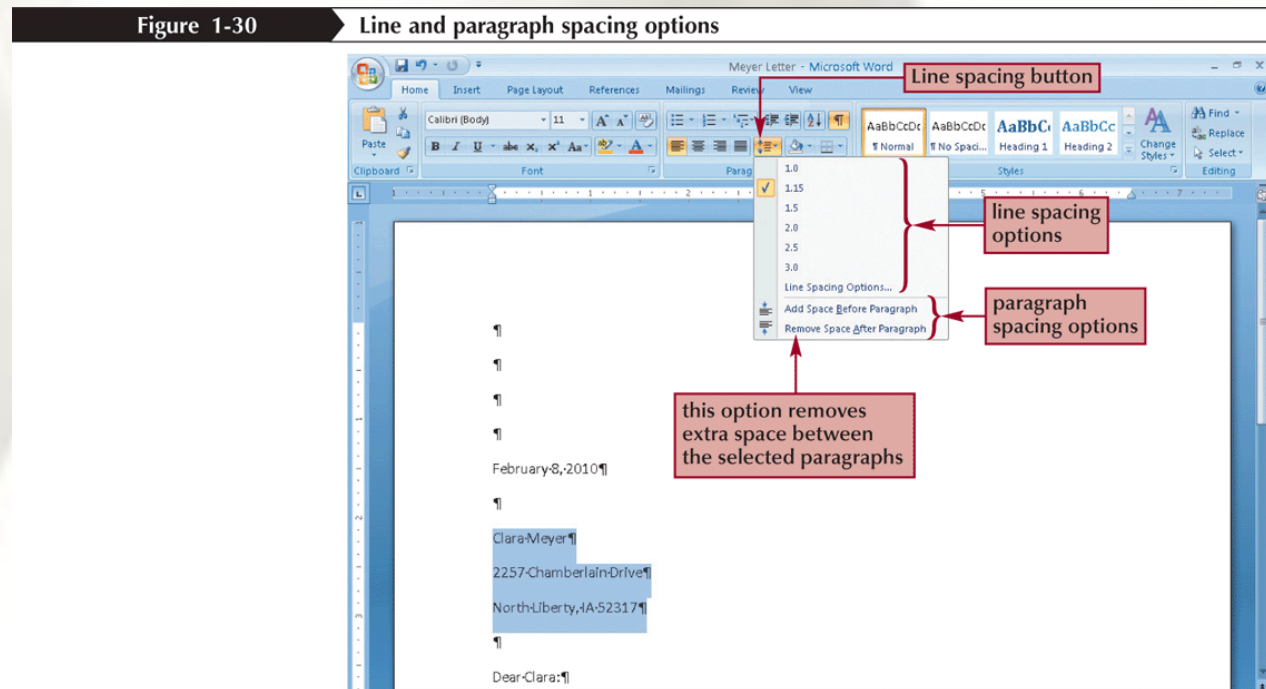 Figure 1-30 Line and paragraph spacing options
Meyer Letter - Microsoft Word
Line spacing button
Home Insert Page Layout References Mailings Review View
Calibri (Body) 11
Paste
B I U abc x₂ x² Aa A
AaBbCcDc AaBbCcDc AaBbC AaBbCc
¶ Normal ¶ No Spaci... Heading 1 Heading 2
Change Styles
Find
Replace
Select
Clipboard Font Parag Styles Editing
1.0
1.15
1.5
2.0
2.5
3.0
Line Spacing Options...
Add Space Before Paragraph
Remove Space After Paragraph
line spacing
options
paragraph
spacing options
this option removes
extra space between
the selected paragraphs
¶
¶
¶
¶
February·8,·2010¶
¶
Clara·Meyer¶
2257·Chamberlain·Drive¶
North·Liberty,·IA·52317¶
¶
Dear·Clara:¶